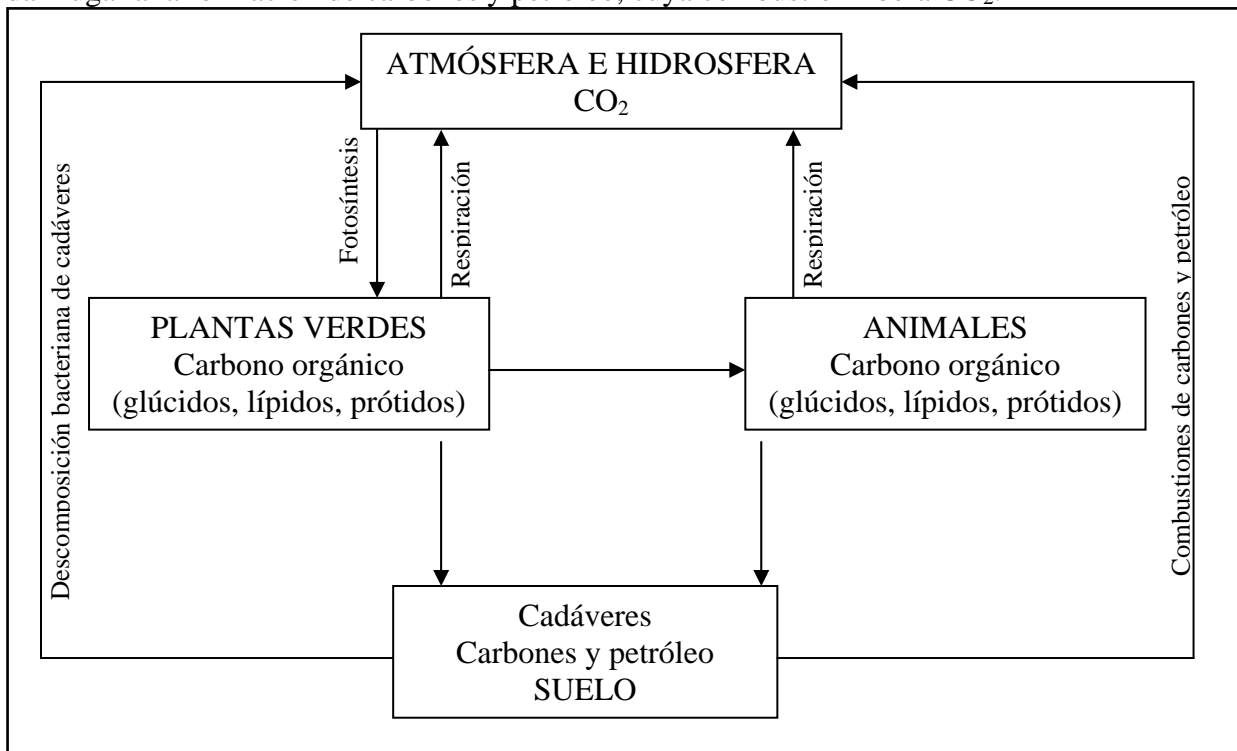 ATMÓSFERA E HIDROSFERA
CO₂
Descomposición bacteriana de cadáveres
Fotosíntesis
Respiración
Respiración
Combustiones de carbones y petróleo
PLANTAS VERDES
Carbono orgánico
(glúcidos, lípidos, prótidos)
ANIMALES
Carbono orgánico
(glúcidos, lípidos, prótidos)
Cadáveres
Carbones y petróleo
SUELO